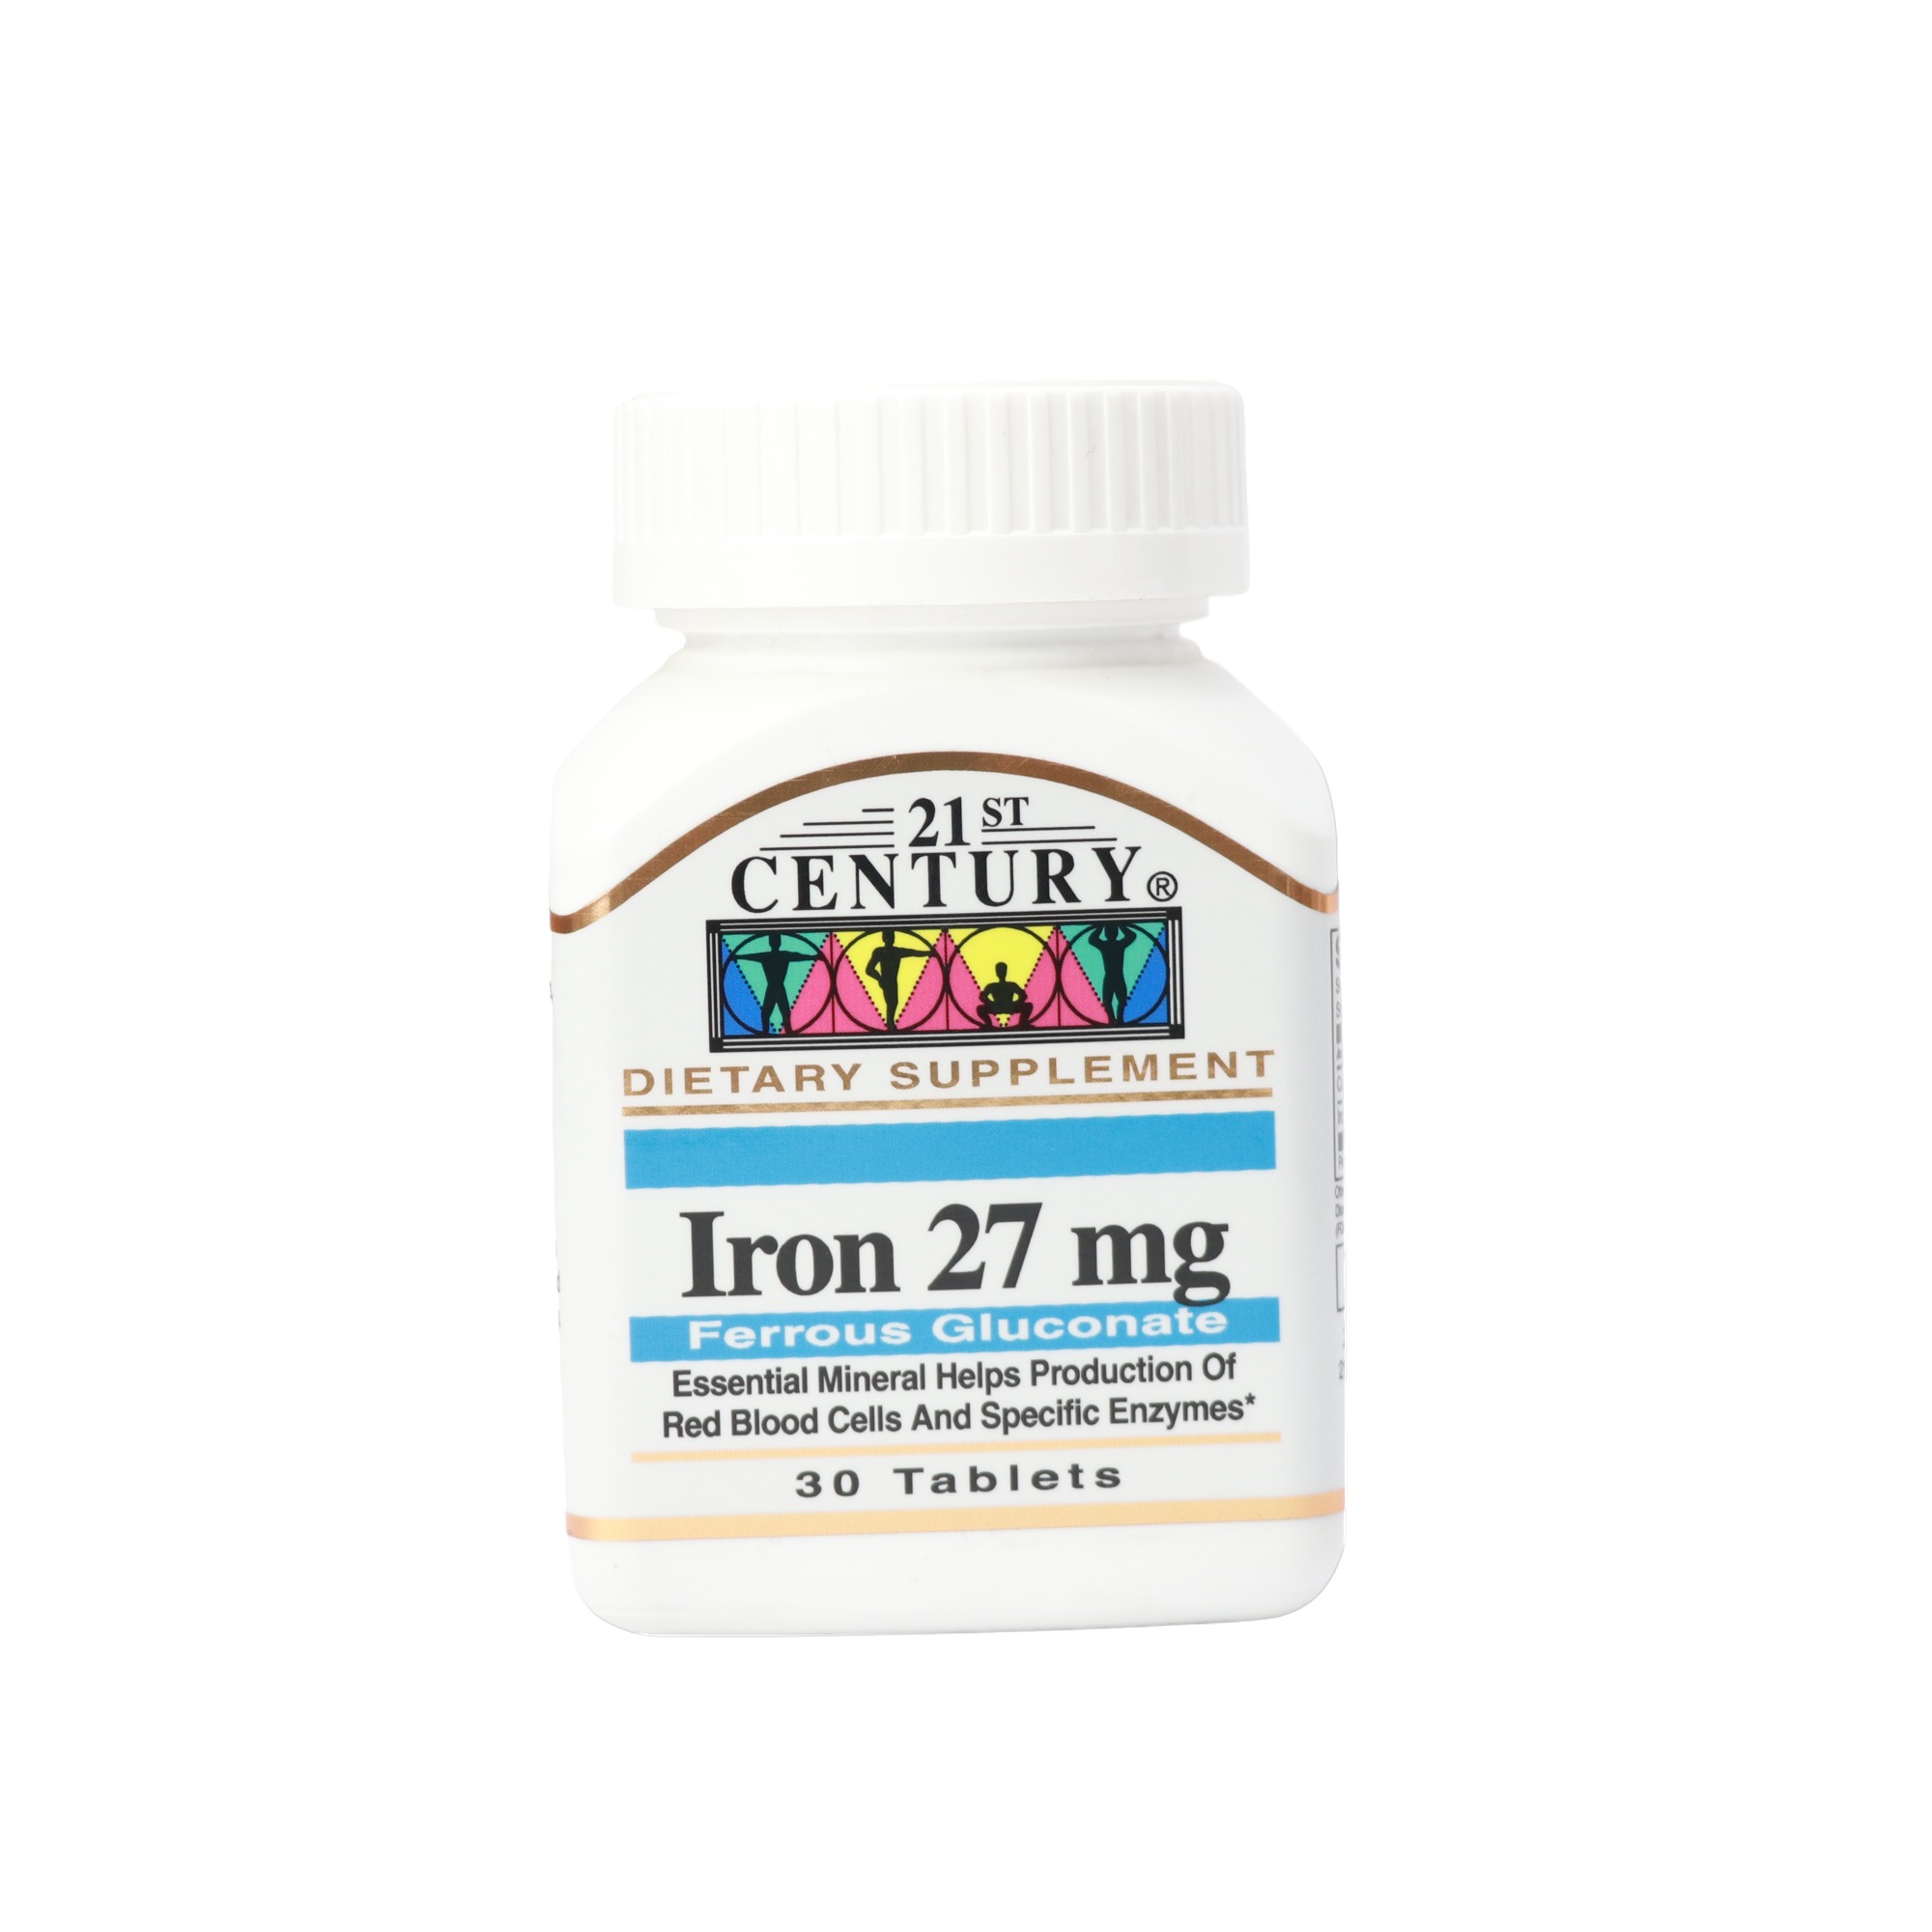 21ST
CENTURY®
DIETARY SUPPLEMENT
Iron 27 mg
Ferrous Gluconate
Essential Mineral Helps Production Of
Red Blood Cells And Specific Enzymes*
30 Tablets